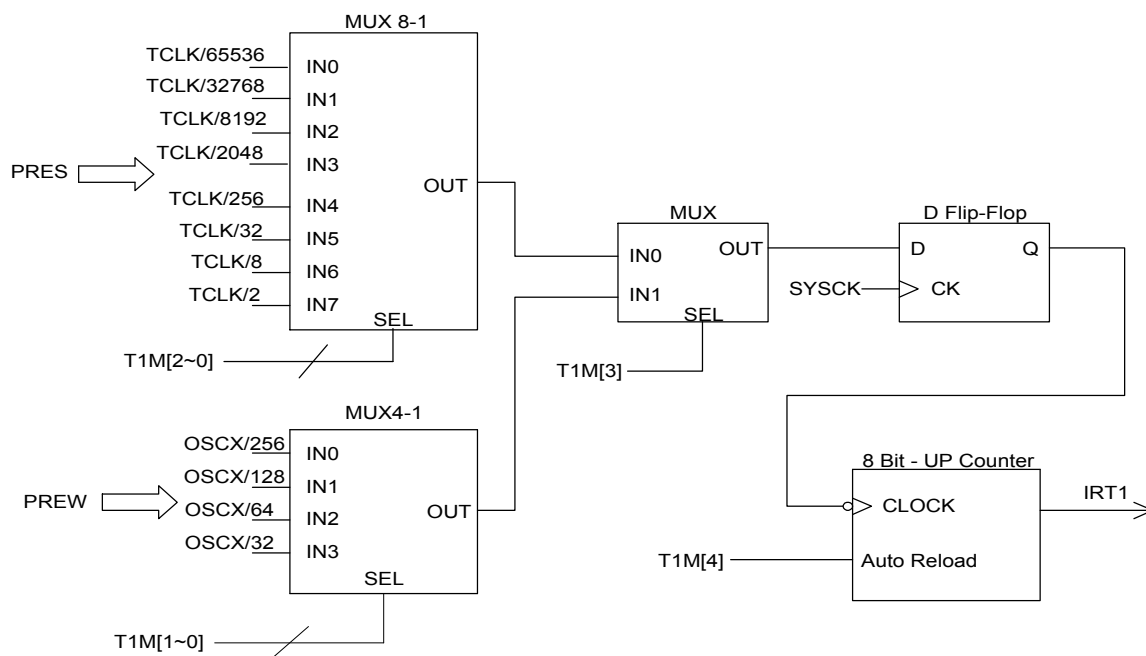 MUX 8-1
TCLK/65536
IN0
TCLK/32768
IN1
TCLK/8192
IN2
TCLK/2048
IN3
PRES
OUT
TCLK/256
IN4
TCLK/32
IN5
TCLK/8
IN6
TCLK/2
IN7
SEL
T1M[2~0]
MUX
OUT
IN0
IN1
SEL
T1M[3]
D Flip-Flop
D
Q
SYSCK
CK
MUX4-1
OSCX/256
IN0
OSCX/128
IN1
PREW
OUT
OSCX/64
IN2
OSCX/32
IN3
SEL
T1M[1~0]
8 Bit - UP Counter
CLOCK
IRT1
T1M[4]
Auto Reload